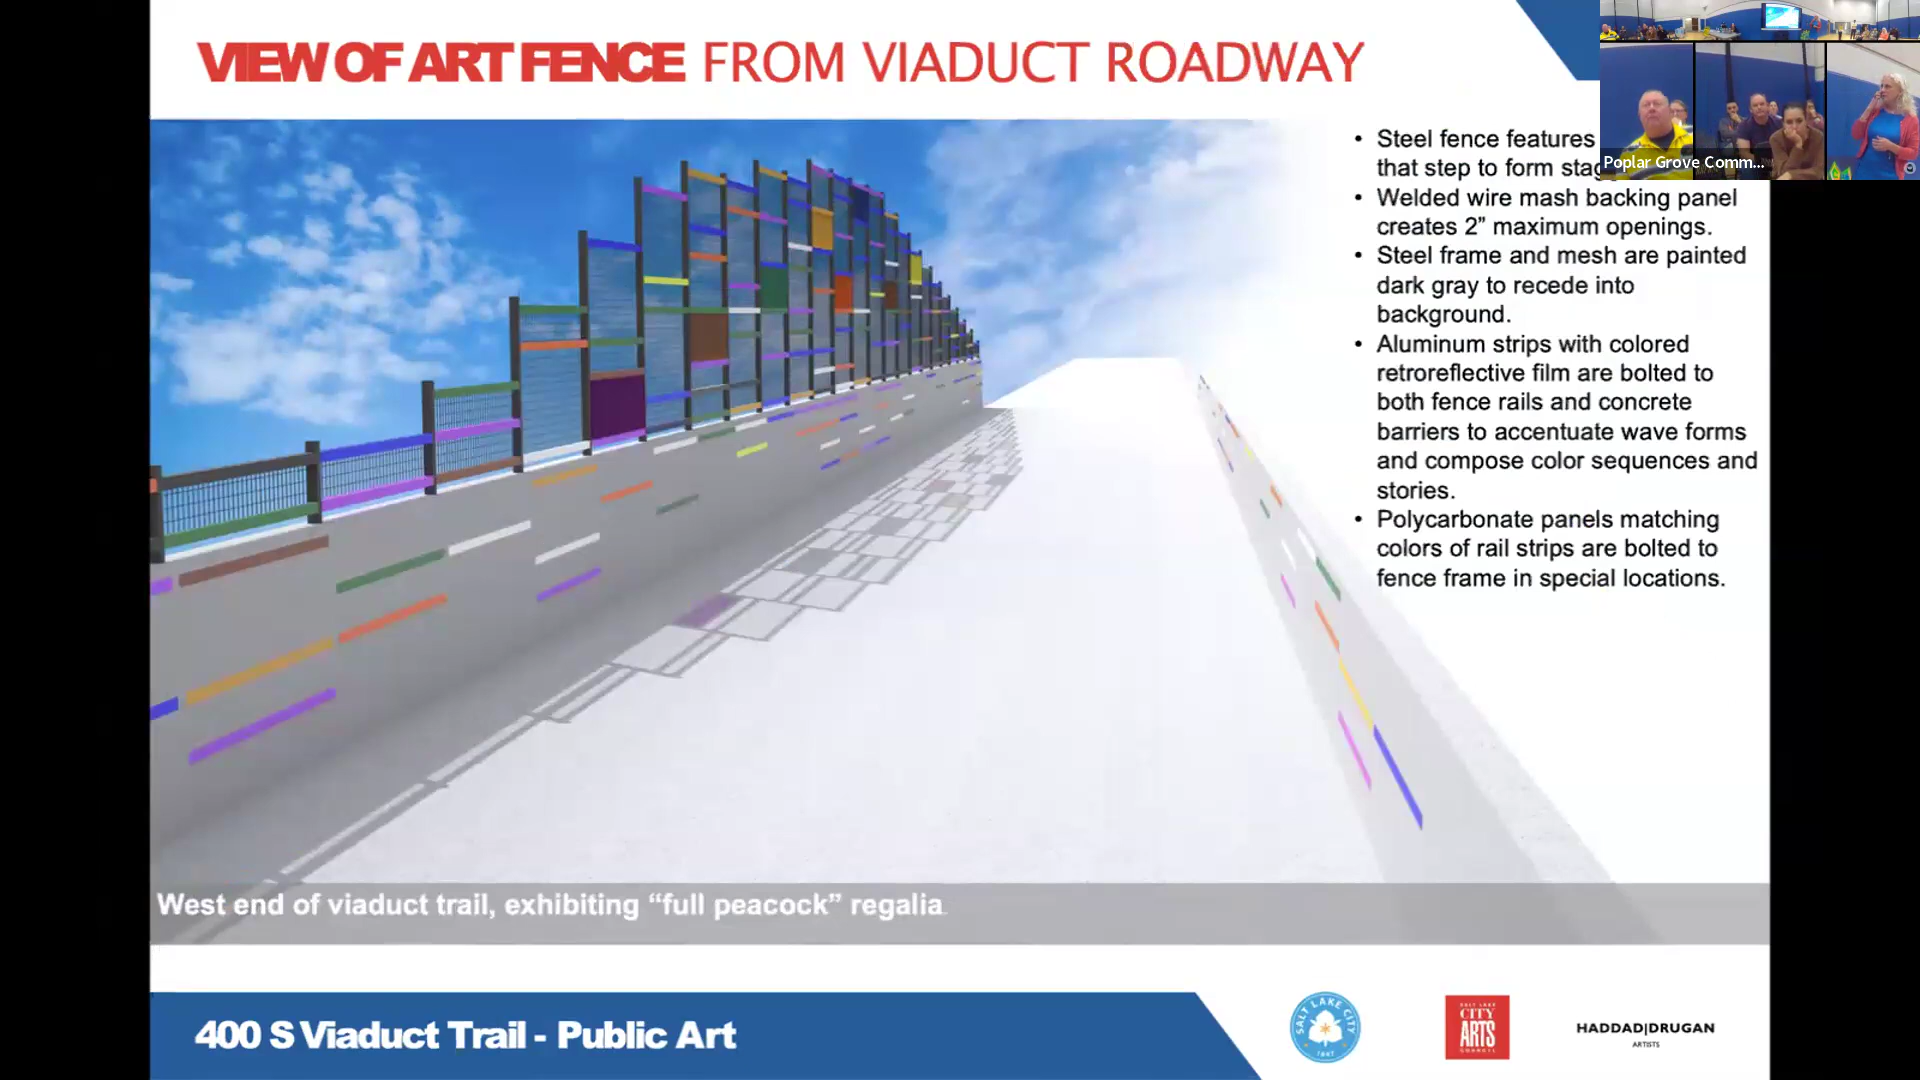 VIEW OF ART FENCE FROM VIADUCT ROADWAY
• Steel fence features
that step to form
• Welded wire mash backing panel
creates 2” maximum openings.
• Steel frame and mesh are painted
dark gray to recede into
background.
• Aluminum strips with colored
retroreflective film are bolted to
both fence rails and concrete
barriers to accentuate wave forms
and compose color sequences and
stories.
• Polycarbonate panels matching
colors of rail strips are bolted to
fence frame in special locations.
Poplar Grove Comm...
West end of viaduct trail, exhibiting “full peacock” regalia
400 S Viaduct Trail - Public Art
SALT LAKE CITY
1847
SALT LAKE
CITY
ARTS
COUNCIL
HADDAD|DRUGAN
ARTISTS